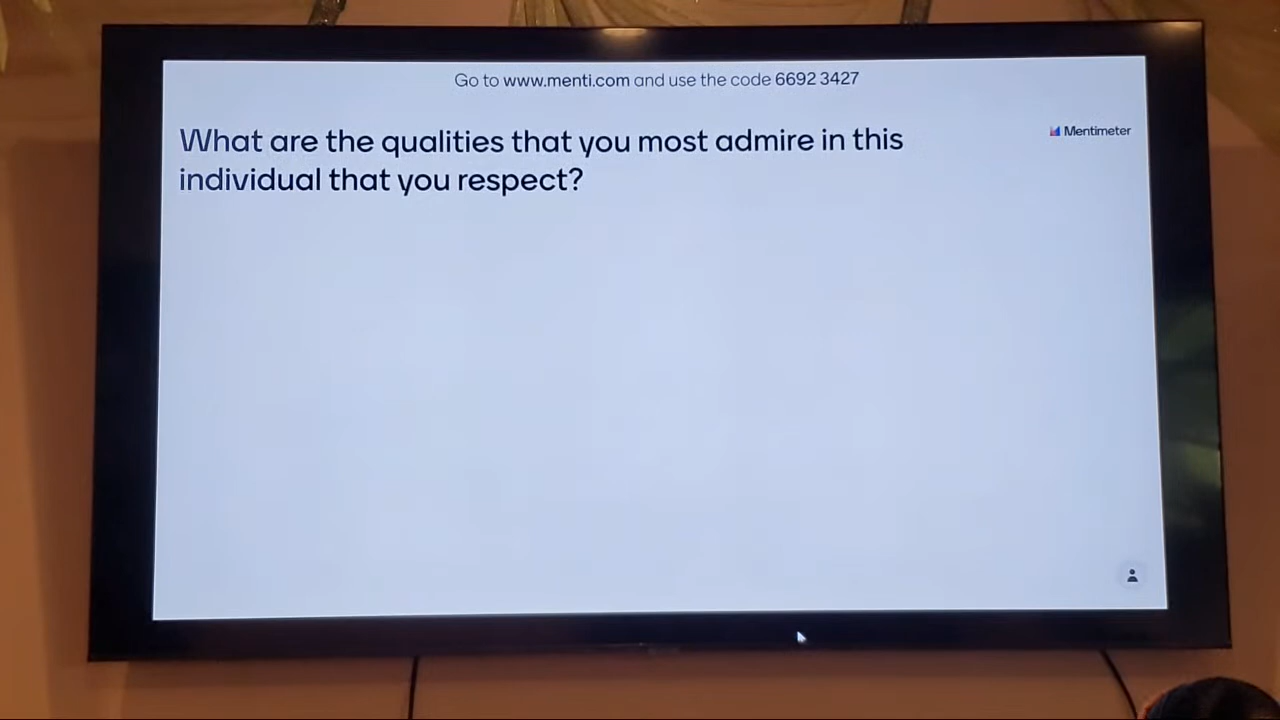 Go to www.menti.com and use the code 6692 3427
Mentimeter
What are the qualities that you most admire in this
individual that you respect?